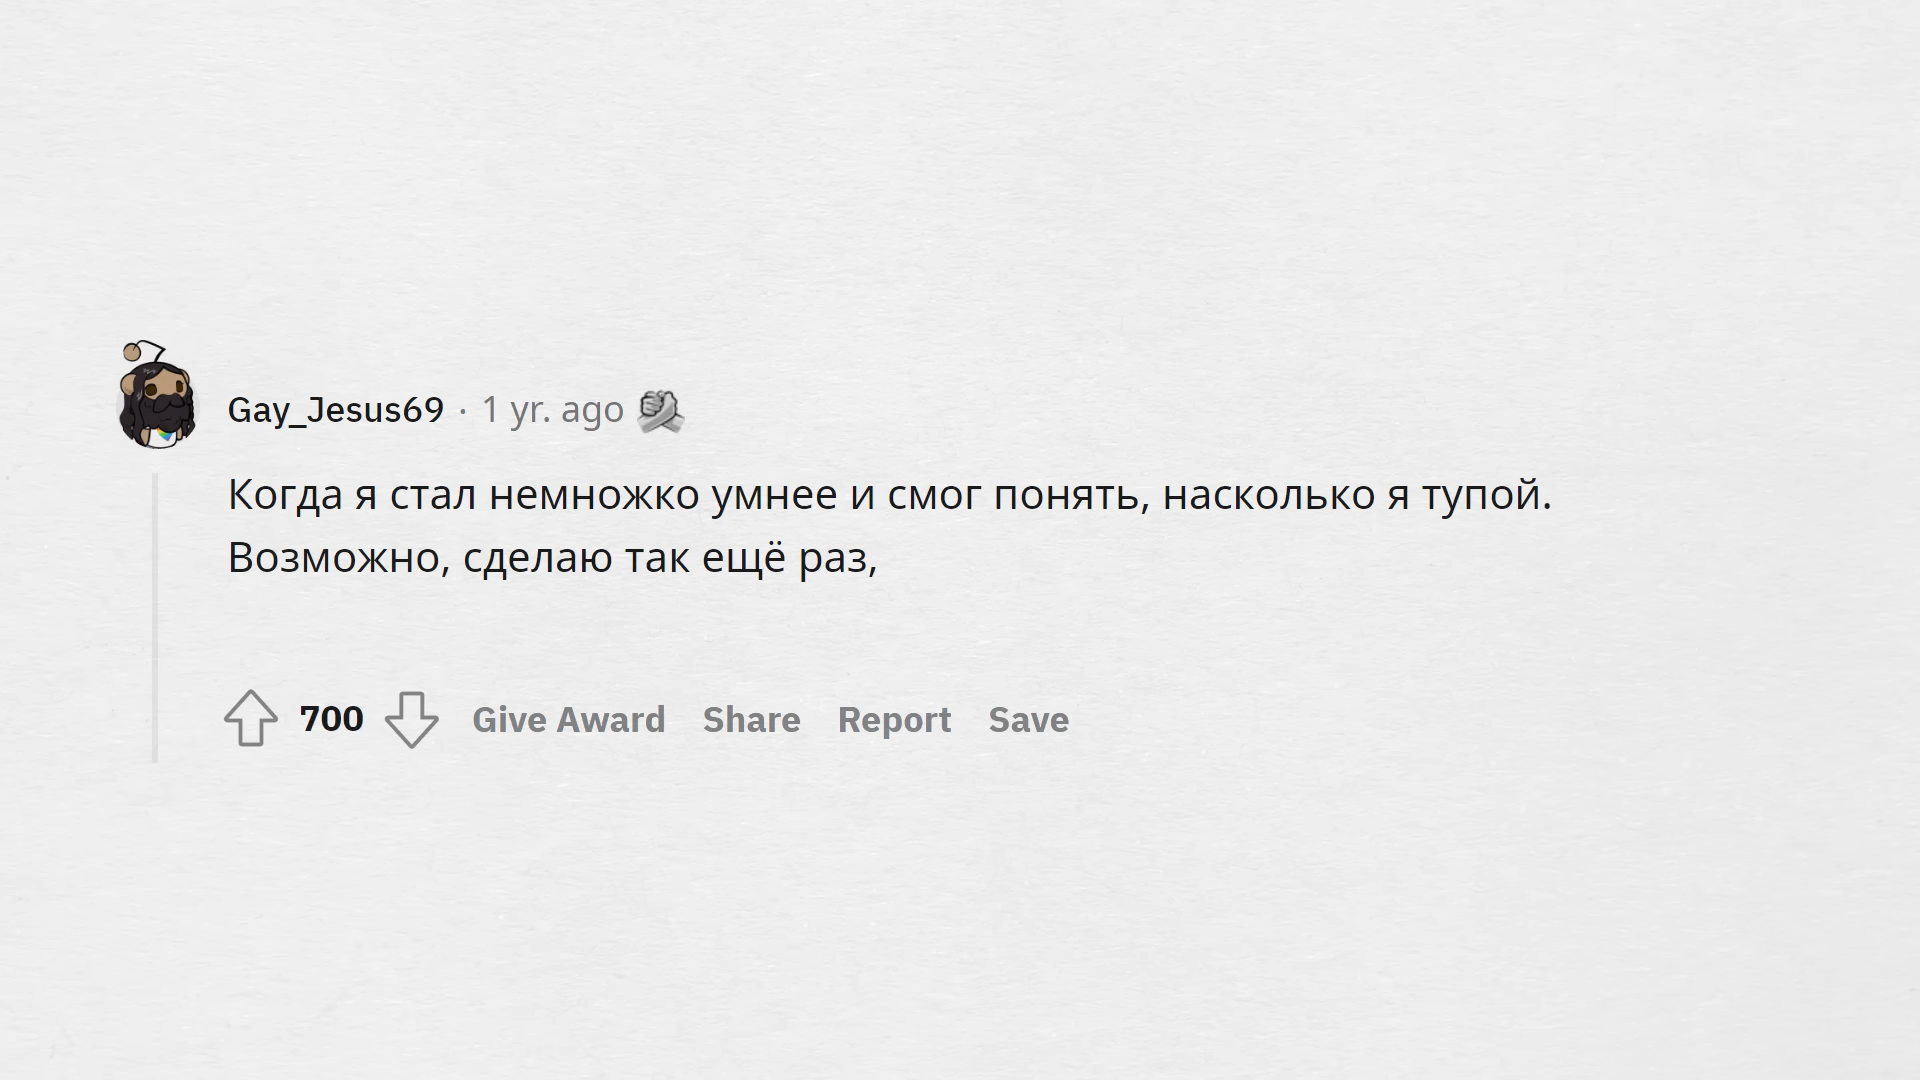 Gay_Jesus69 · 1 yr. ago
Когда я стал немножко умнее и смог понять, насколько я тупой.
Возможно, сделаю так ещё раз,
700 Give Award Share Report Save